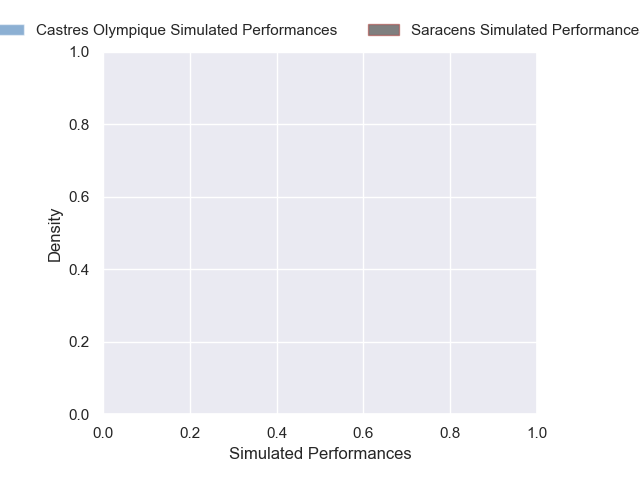 Castres Olympique Simulated Performances Saracens Simulated Performance
1.0
0.8
0.6
0.4
0.2
0.0
Density
0.0 0.2 0.4 0.6 0.8 1.0
Simulated Performances